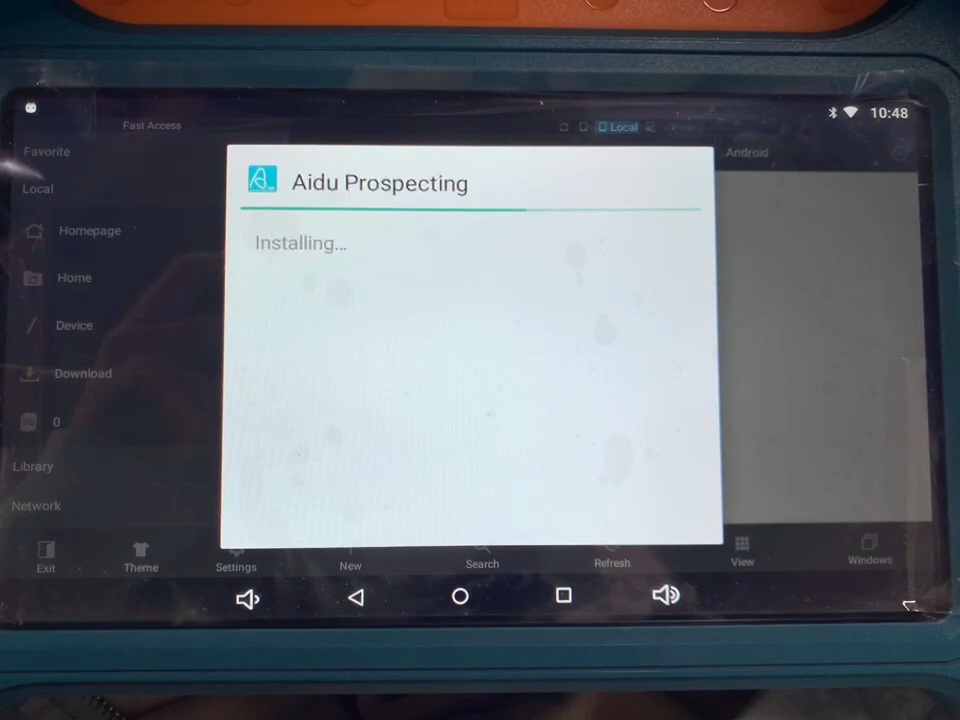 10:48
Fast Access
Local
Favorite
Android
Local
Aidu Prospecting
Homepage
Installing...
Home
Device
Download
0
Library
Network
Exit
Theme
Settings
New
Search
Refresh
View
Windows